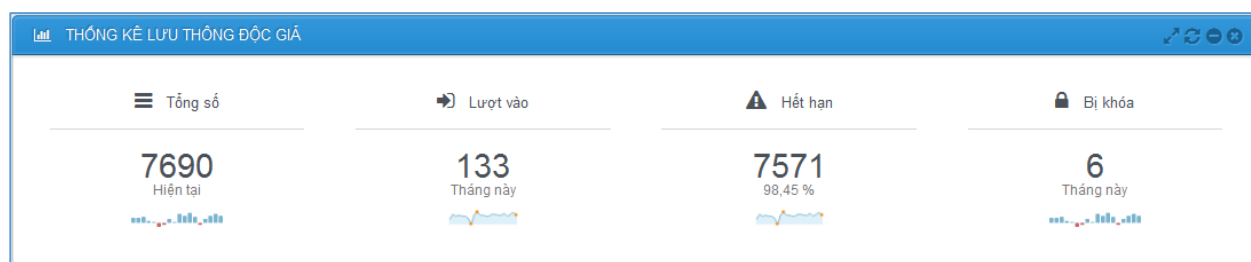 THỐNG KÊ LƯU THÔNG ĐỘC GIẢ
Tổng số
Lượt vào
Hết hạn
Bị khóa
7690
133
7571
6
Hiện tại
Tháng này
98,45 %
Tháng này